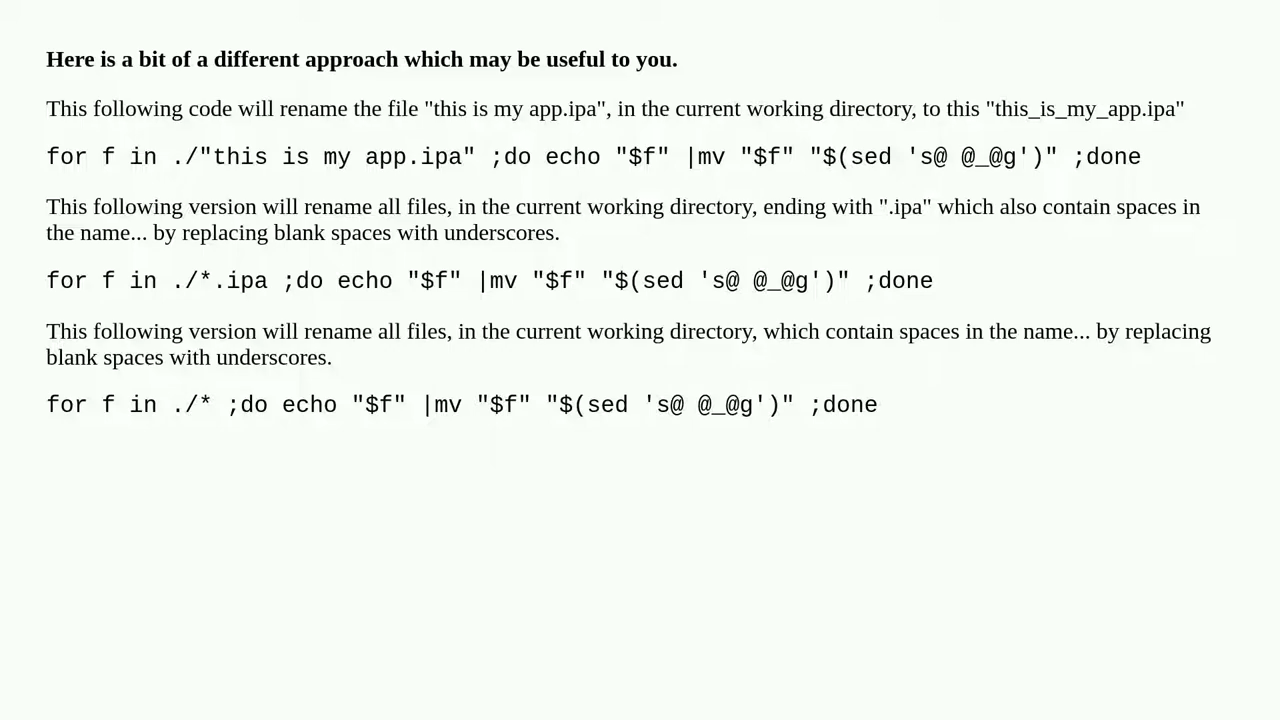 Here is a bit of a different approach which may be useful to you.
This following code will rename the file "this is my app.ipa", in the current working directory, to this "this_is_my_app.ipa"
for f in ./"this is my app.ipa" ;do echo "$f" |mv "$f" "$(sed 's@ @_@g')" ;done
This following version will rename all files, in the current working directory, ending with ".ipa" which also contain spaces in
the name... by replacing blank spaces with underscores.
for f in ./*.ipa ;do echo "$f" |mv "$f" "$(sed 's@ @_@g')" ;done
This following version will rename all files, in the current working directory, which contain spaces in the name... by replacing
blank spaces with underscores.
for f in ./* ;do echo "$f" |mv "$f" "$(sed 's@ @_@g')" ;done